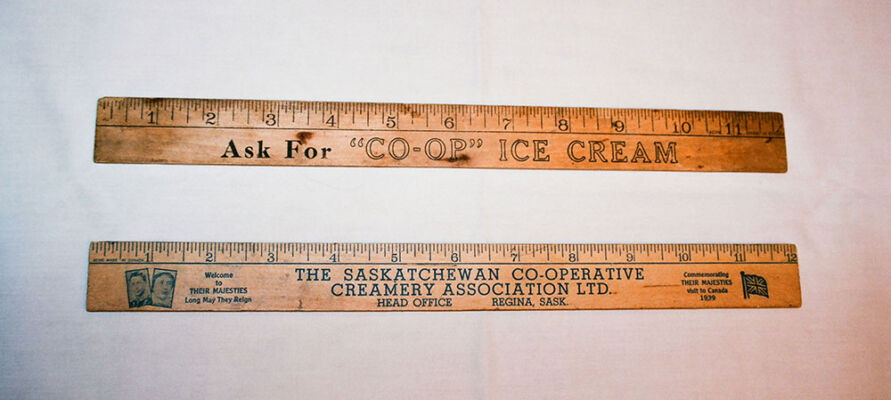 1 2 3 4 5 6 7 8 9 10 11
Ask For "CO-OP" ICE CREAM
1 2 3 4 5 6 7 8 9 10 11 12
Welcome
to
THEIR MAJESTIES
Long May They Reign
THE SASKATCHEWAN CO-OPERATIVE
CREAMERY ASSOCIATION LTD.
HEAD OFFICE REGINA, SASK.
Commemorating
THEIR MAJESTIES
visit to Canada
1939